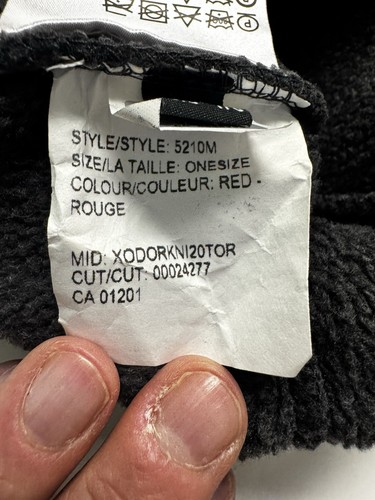 STYLE/STYLE: 5210M
SIZE/LA TAILLE: ONESIZE
COLOUR/COULEUR: RED -
ROUGE
MID: XODORKNI20TOR
CUT/CUT: 00024277
CA 01201